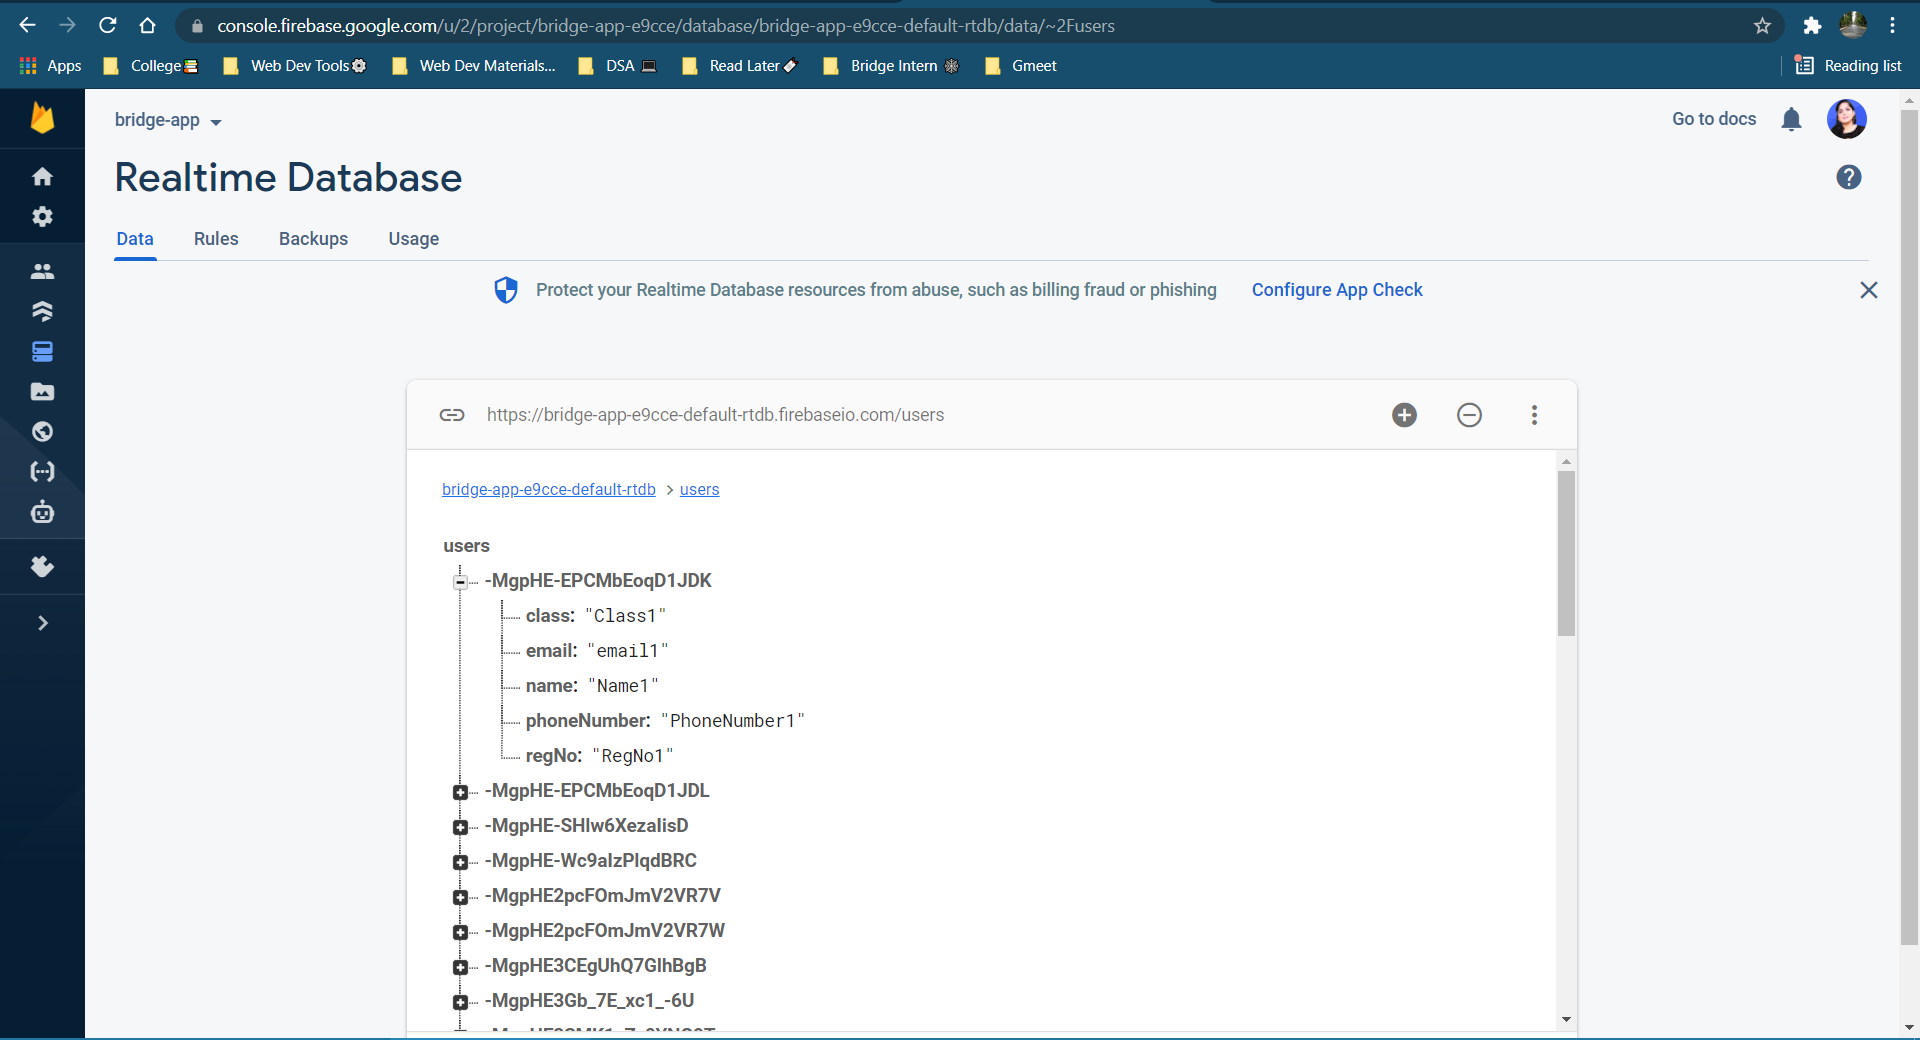 console.firebase.google.com/u/2/project/bridge-app-e9cce/database/bridge-app-e9cce-default-rtdb/data/~2Fusers
Apps College Web Dev Tools Web Dev Materials... DSA Read Later Bridge Intern Gmeet Reading list
bridge-app Go to docs
Realtime Database
Data Rules Backups Usage
Protect your Realtime Database resources from abuse, such as billing fraud or phishing Configure App Check
https://bridge-app-e9cce-default-rtdb.firebaseio.com/users
bridge-app-e9cce-default-rtdb > users
users
-MgpHE-EPCMbEoqD1JDK
class: "Class1"
email: "email1"
name: "Name1"
phoneNumber: "PhoneNumber1"
regNo: "RegNo1"
-MgpHE-EPCMbEoqD1JDL
-MgpHE-SHlw6XezalisD
-MgpHE-Wc9aIzPlqdBRC
-MgpHE2pcFOmJmV2VR7V
-MgpHE2pcFOmJmV2VR7W
-MgpHE3CEgUhQ7GlhBgB
-MgpHE3Gb_7E_xc1_-6U